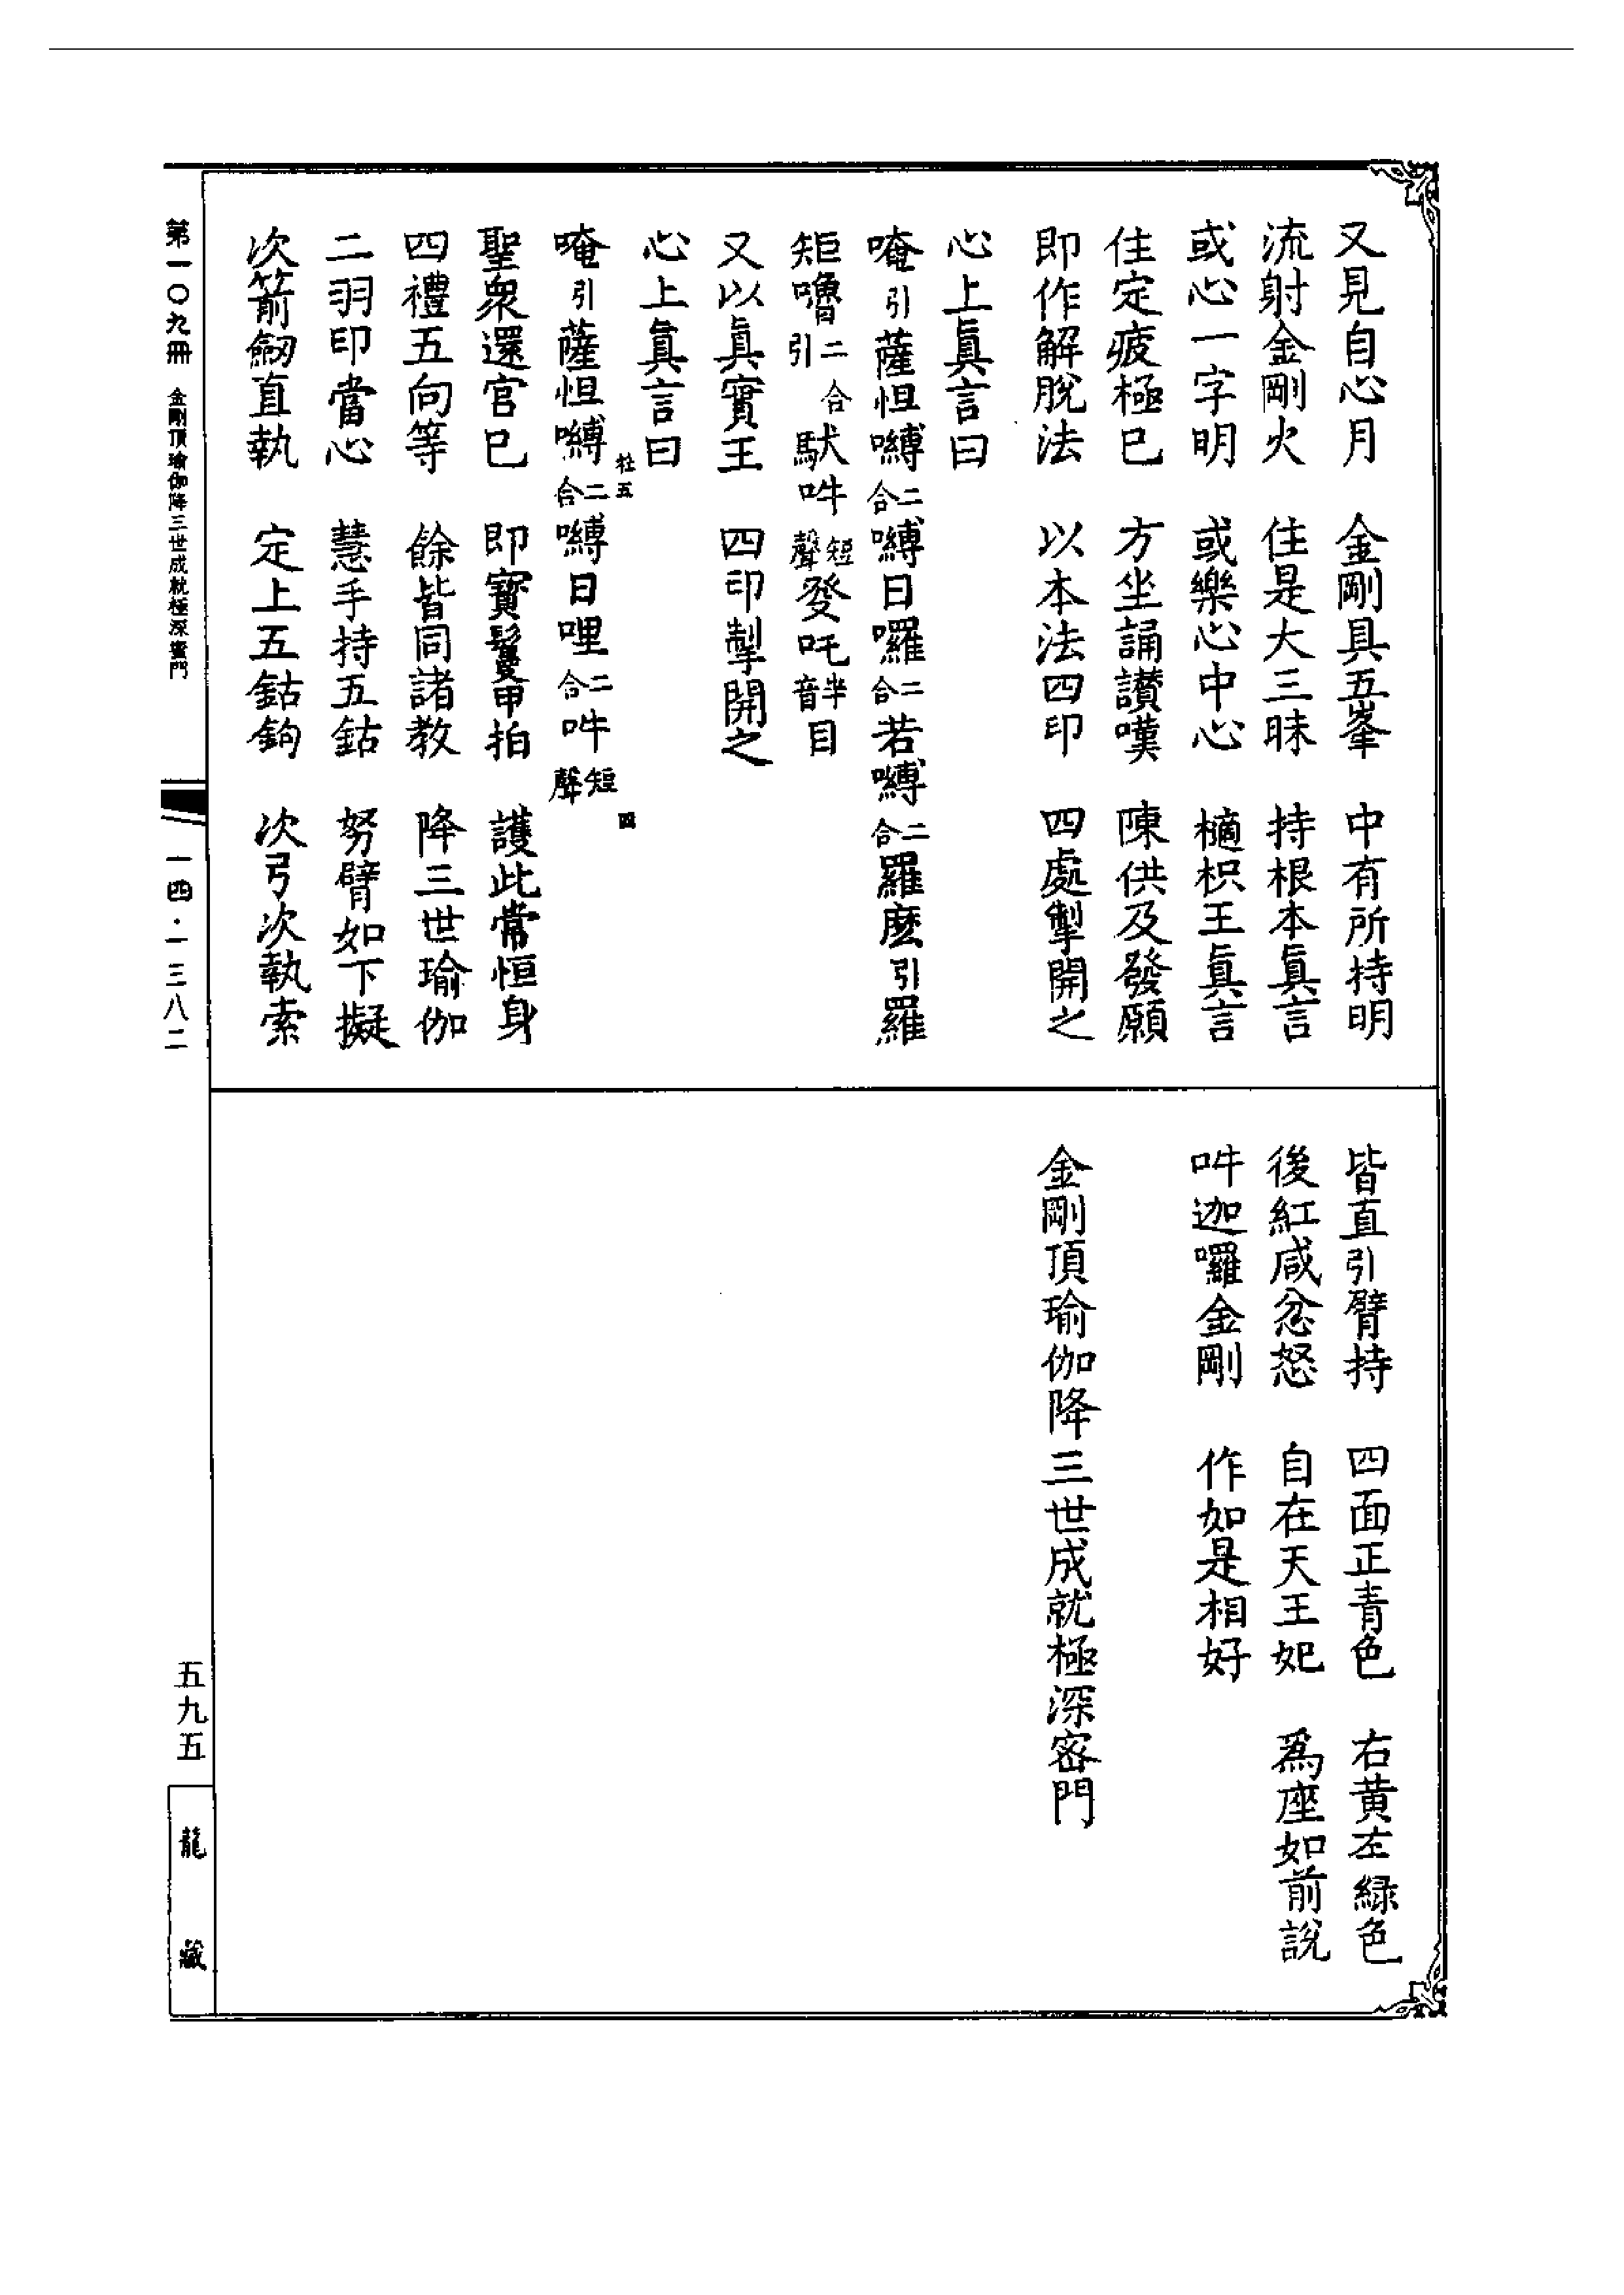 又見自心月　金剛具五峯　中有所持明
流射金剛火　住是大三昧　持根本眞言
或心一字明　或樂心中心　樀枳王眞言
住定疲極已　方坐誦讃嘆　陳供及發願
即作解脫法　以本法四印　四處掣開之
心上眞言曰
唵引薩怛嚩二合嚩日囉二合若嚩二合羅麽引羅
矩嚕二合引馱吽短聲發吒半音目
又以眞實王　四印掣開之
心上眞言曰
唵引薩怛嚩二合嚩日哩二合吽短聲
聖衆還宮已　即寶鬘甲拍　護此常恒身
四禮五向等　餘皆同諸教　降三世瑜伽
二羽印當心　慧手持五鈷　努臂如下擬
次箭劒直執　定上五鈷鉤　次弓次執索
皆直引臂持　四面正青色　右黄左綠色
後紅咸忿怒　自在天王妃　爲座如前說
吽迦囉金剛　作如是相好
金剛頂瑜伽降三世成就極深密門
四
第一〇九冊　金剛頂瑜伽降三世成就極深蜜門
一四·一三八二
五九五
龍藏